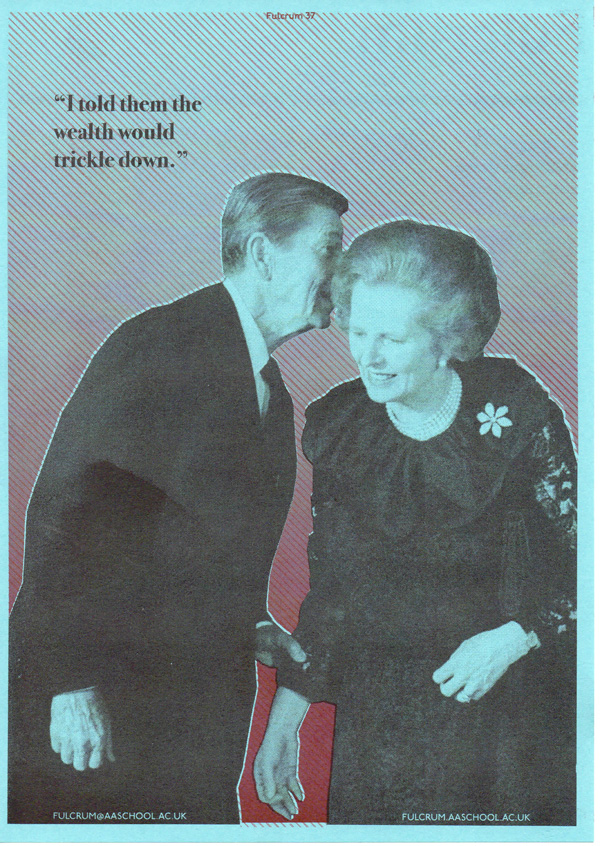 Fulcrum 37
“I told them the
wealth would
trickle down.”
FULCRUM@AASCHOOL.AC.UK
FULCRUM.AASCHOOL.AC.UK